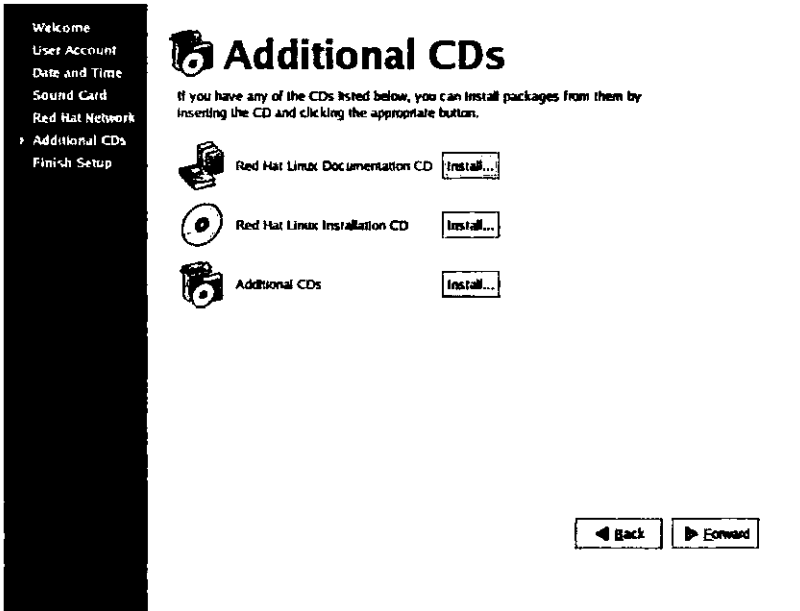 Welcome
User Account
Date and Time
Sound Card
Red Hat Network
Additional CDs
Finish Setup
Additional CDs
If you have any of the CDs listed below, you can install packages from them by
inserting the CD and clicking the appropriate button.
Red Hat Linux Documentation CD Install...
Red Hat Linux Installation CD Install...
Additional CDs Install...
Back Forward